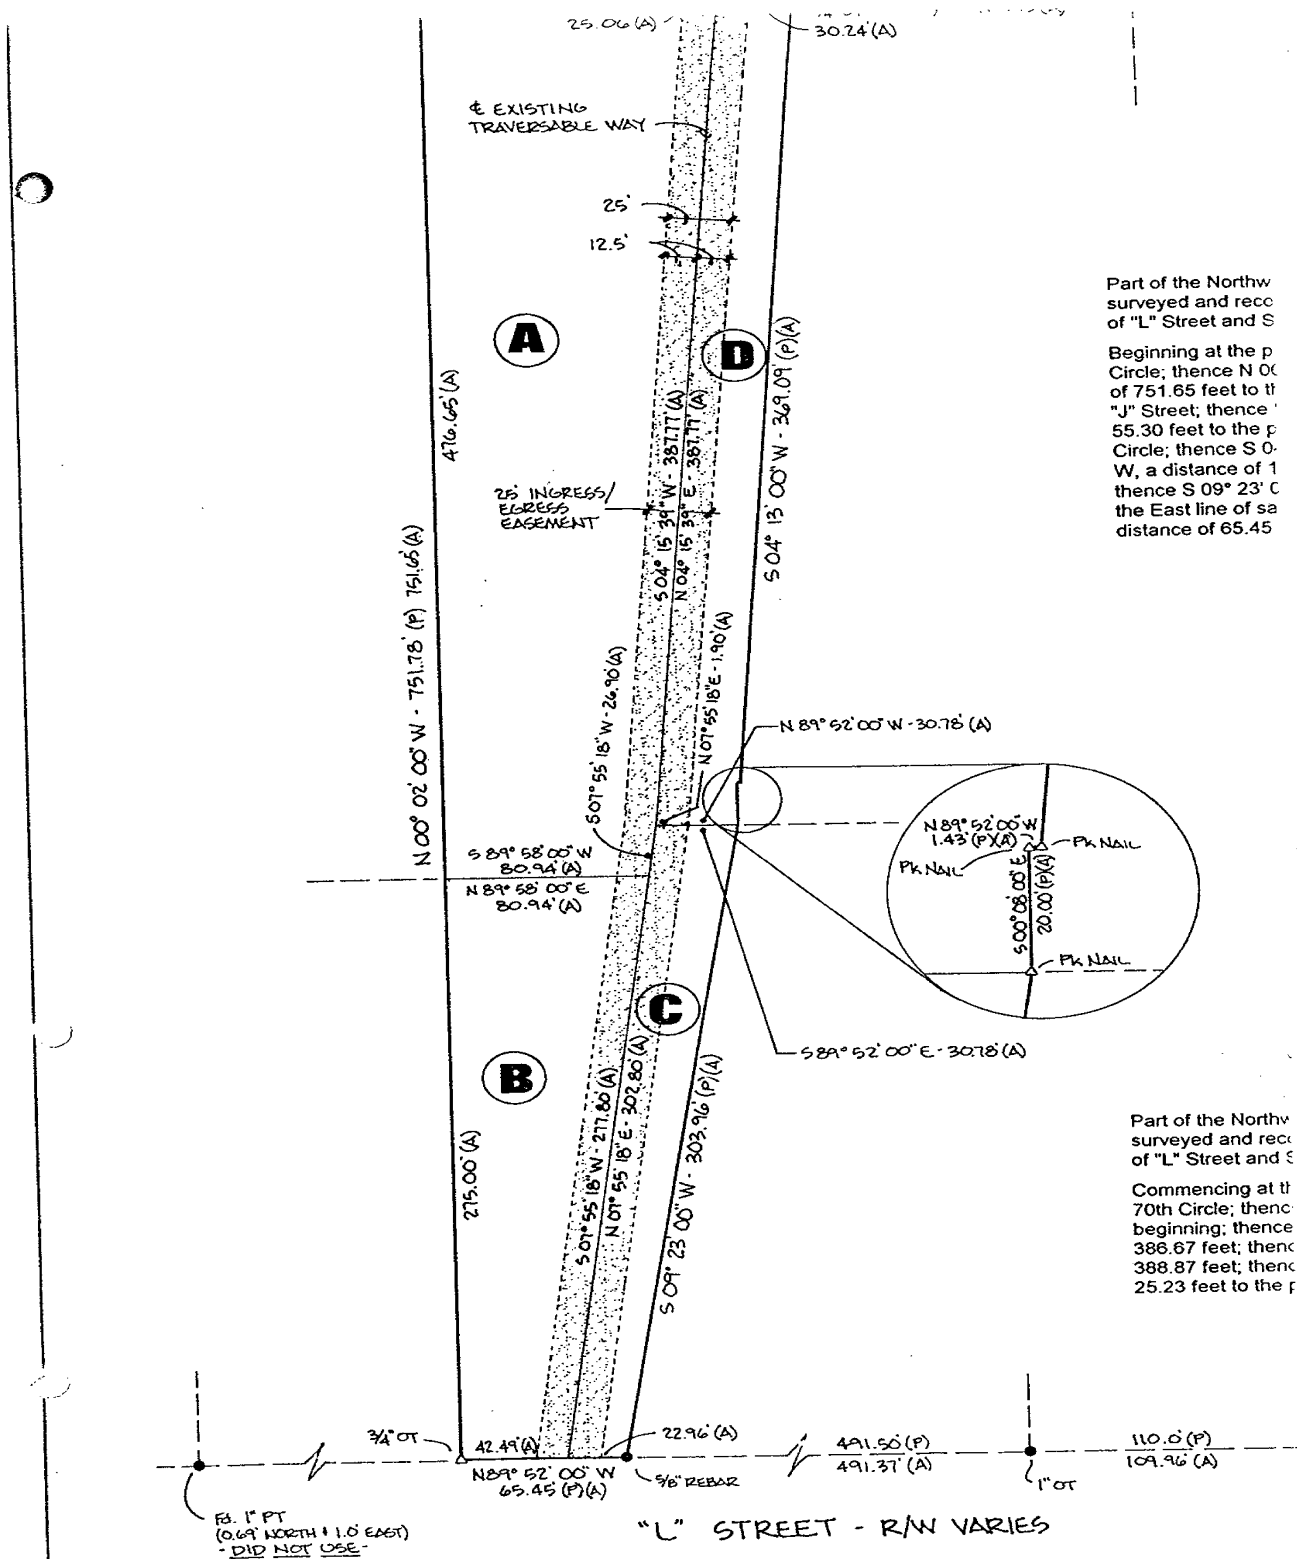 25.06'(A)
30.24'(A)
℄ EXISTING
TRAVERSABLE WAY
25'
12.5'
A
D
476.65'(A)
S 04° 15' 39" W - 387.77' (A)
N 04° 15' 39" E - 387.77' (A)
S 04° 13' 00" W - 369.09' (P)(A)
25' INGRESS/
EGRESS
EASEMENT
N 00° 02' 00" W - 751.78' (P) 751.65' (A)
S 07° 55' 18" W - 26.90' (A)
N 07° 55' 18" E - 1.90' (A)
N 89° 52' 00" W - 30.78' (A)
S 89° 58' 00" W
80.94' (A)
N 89° 58' 00" E
80.94' (A)
N 89° 52' 00" W
1.43' (P)(A)
PK NAIL
PK NAIL
S 00° 08' 00" E
20.00' (P)(A)
PK NAIL
C
S 89° 52' 00" E - 30.78' (A)
B
S 07° 55' 18" W - 277.80' (A)
N 07° 55' 18" E - 302.80' (A)
S 09° 23' 00" W - 303.96' (P)(A)
275.00' (A)
3/4" OT
42.49' (A)
22.96' (A)
N 89° 52' 00" W
65.45' (P)(A)
5/8" REBAR
491.50' (P)
491.37' (A)
1" OT
110.0' (P)
109.96' (A)
Fd. 1" PT
(0.69' NORTH & 1.0' EAST)
- DID NOT USE -
"L" STREET - R/W VARIES
Part of the Northw
surveyed and reco
of "L" Street and S
Beginning at the p
Circle; thence N 00
of 751.65 feet to th
"J" Street; thence
55.30 feet to the p
Circle; thence S 0
W, a distance of 1
thence S 09° 23' 0
the East line of sa
distance of 65.45
Part of the Northw
surveyed and reco
of "L" Street and S
Commencing at th
70th Circle; thenc
beginning; thence
386.67 feet; thenc
388.87 feet; thenc
25.23 feet to the p